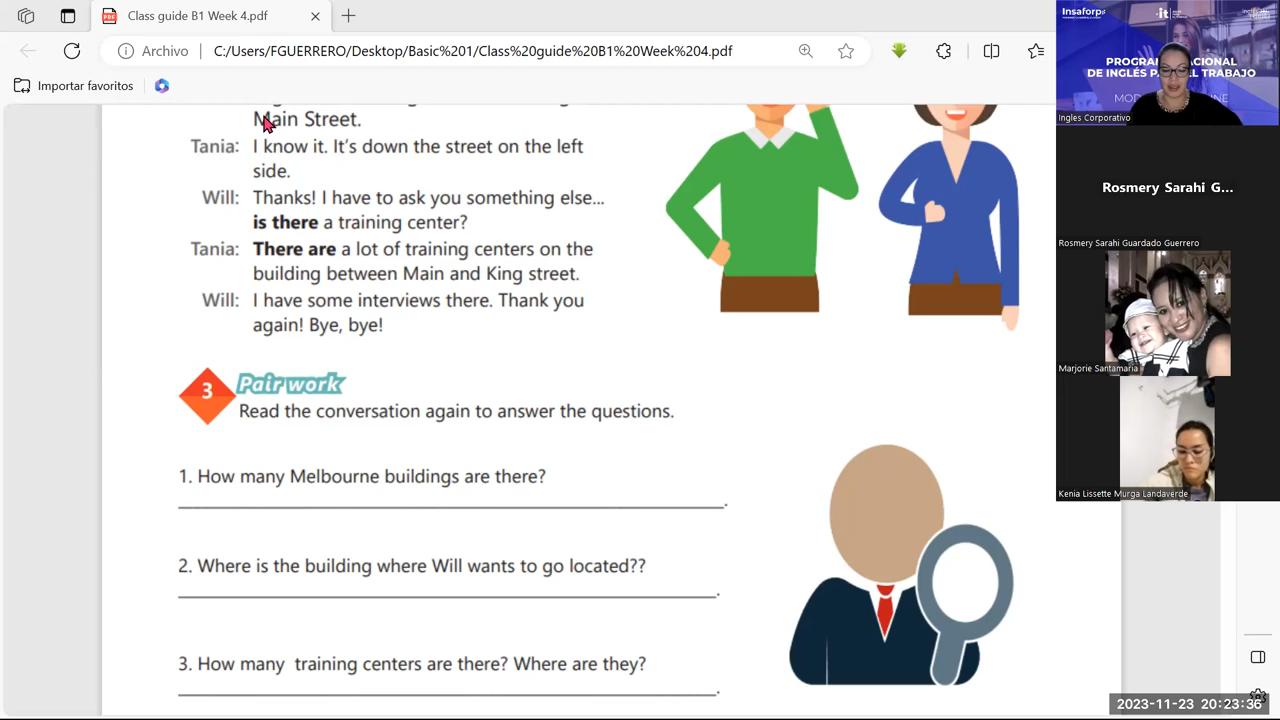 Class guide B1 Week 4.pdf
Archivo
C:/Users/FGUERRERO/Desktop/Basic%201/Class%20guide%20B1%20Week%204.pdf
Importar favoritos
Main Street.
Tania: I know it. It's down the street on the left
side.
Will: Thanks! I have to ask you something else...
is there a training center?
Tania: There are a lot of training centers on the
building between Main and King street.
Will: I have some interviews there. Thank you
again! Bye, bye!
3 Pair work
Read the conversation again to answer the questions.
1. How many Melbourne buildings are there?
2. Where is the building where Will wants to go located??
3. How many training centers are there? Where are they?
Insaforp
Ingles Corporativo
Rosmery Sarahi G...
Rosmery Sarahi Guardado Guerrero
Marjorie Santamaria
Kenia Lissette Murga Landaverde
2023-11-23 20:23:36